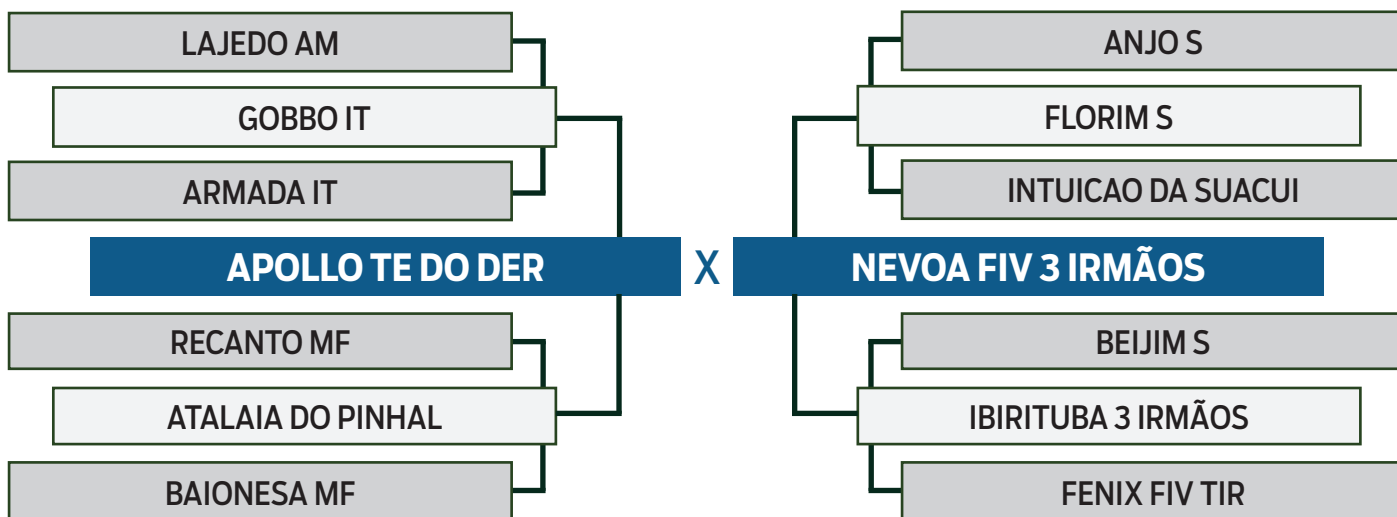 LAJEDO AM
GOBBO IT
ARMADA IT
APOLLO TE DO DER
RECANTO MF
ATALAIA DO PINHAL
BAIONESA MF
X
ANJO S
FLORIM S
INTUICAO DA SUACUI
NEVOA FIV 3 IRMÃOS
BEIJIM S
IBIRITUBA 3 IRMÃOS
FENIX FIV TIR